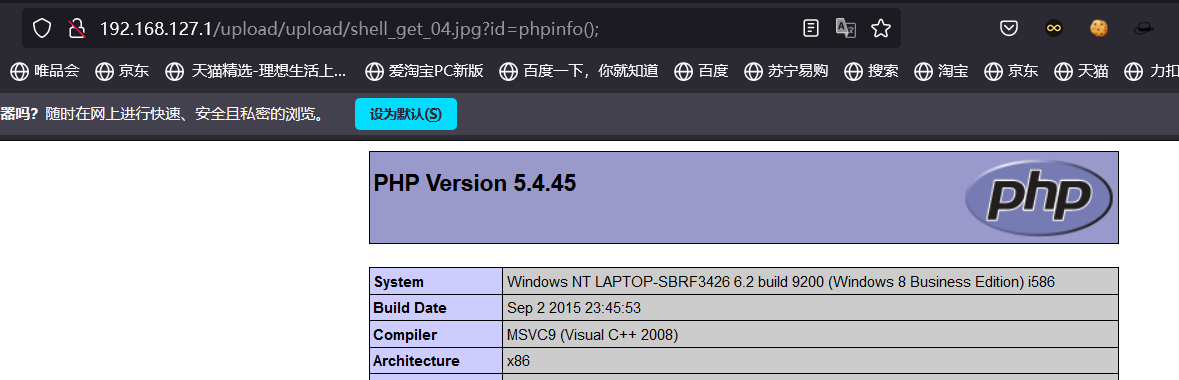 192.168.127.1/upload/upload/shell_get_04.jpg?id=phpinfo();
唯品会 京东 天猫精选-理想生活上... 爱淘宝PC新版 百度一下，你就知道 百度 苏宁易购 搜索 淘宝 京东 天猫 力扣
器吗？随时在网上进行快速、安全且私密的浏览。 设为默认(S)
PHP Version 5.4.45 php
System Windows NT LAPTOP-SBRF3426 6.2 build 9200 (Windows 8 Business Edition) i586
Build Date Sep 2 2015 23:45:53
Compiler MSVC9 (Visual C++ 2008)
Architecture x86